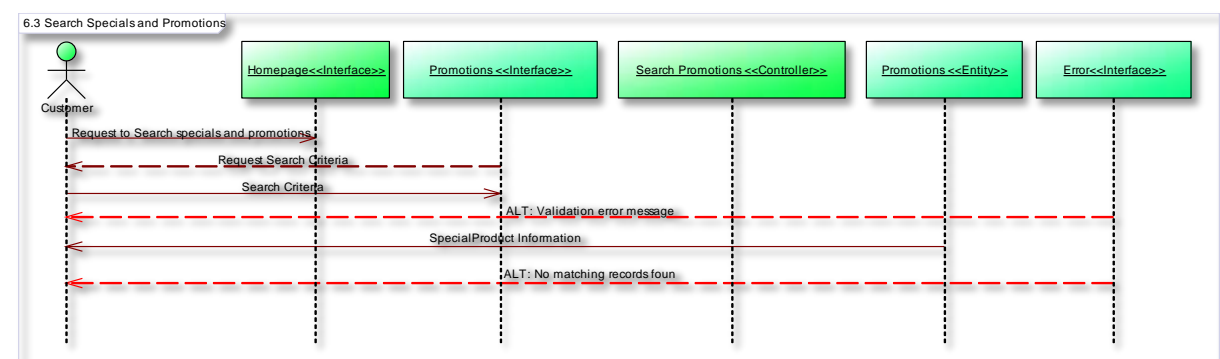 6.3 Search Specials and Promotions
Homepage<<Interface>>
Promotions <<Interface>>
Search Promotions <<Controller>>
Promotions <<Entity>>
Error<<Interface>>
Customer
Request to Search specials and promotions
Request Search Criteria
Search Criteria
ALT: Validation error message
SpecialProduct Information
ALT: No matching records foun